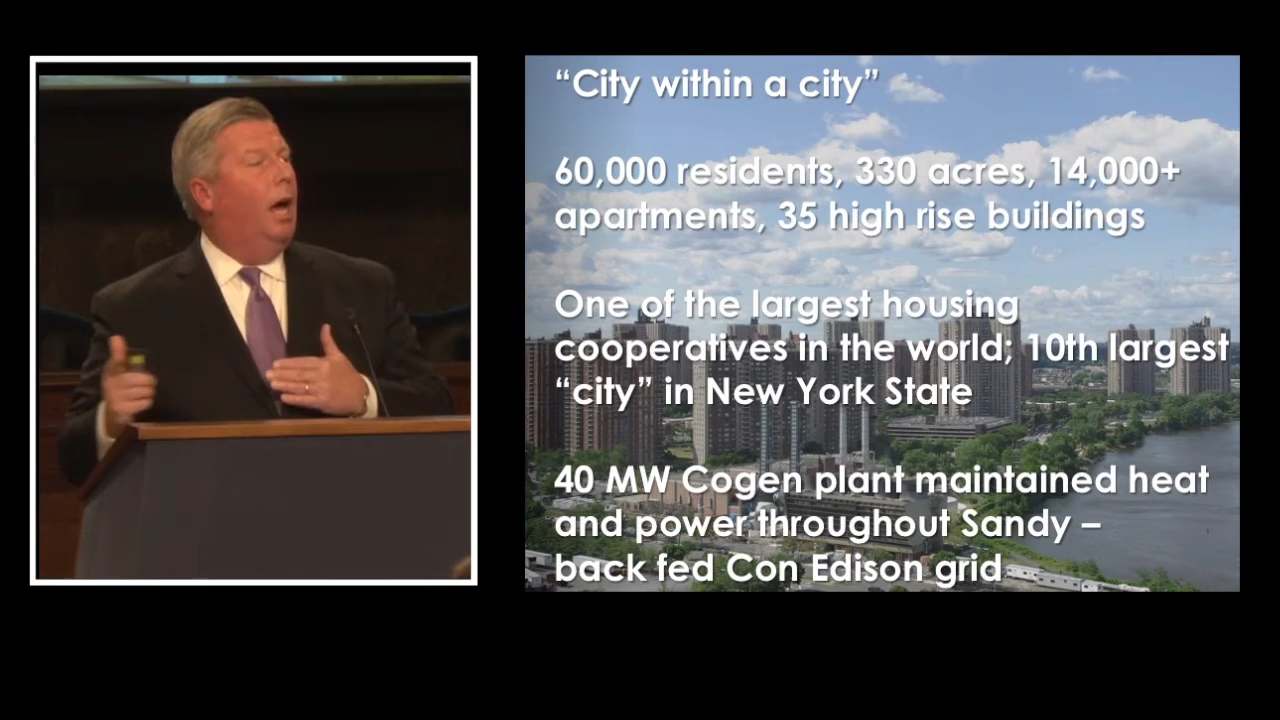 “City within a city”
60,000 residents, 330 acres, 14,000+
apartments, 35 high rise buildings
One of the largest housing
cooperatives in the world; 10th largest
“city” in New York State
40 MW Cogen plant maintained heat
and power throughout Sandy –
back fed Con Edison grid